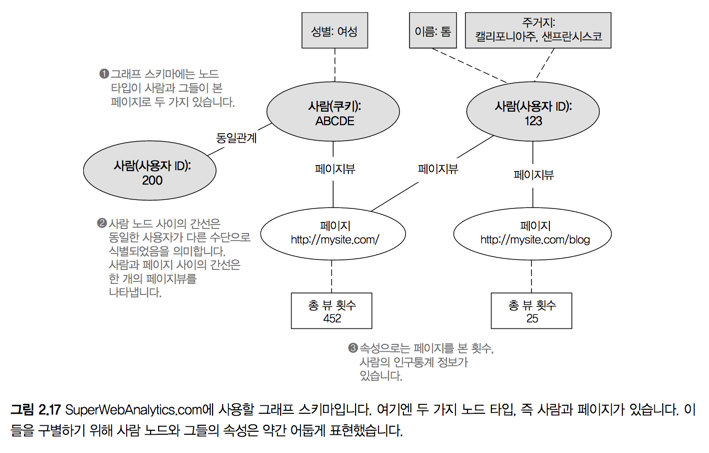 성별: 여성
이름: 톰
주거지:
캘리포니아주, 샌프란시스코
❶ 그래프 스키마에는 노드
타입이 사람과 그들이 본
페이지로 두 가지 있습니다.
사람(쿠키):
ABCDE
사람(사용자 ID):
123
동일관계
사람(사용자 ID):
200
페이지뷰
페이지뷰
페이지뷰
❷ 사람 노드 사이의 간선은
동일한 사용자가 다른 수단으로
식별되었음을 의미합니다.
사람과 페이지 사이의 간선은
한 개의 페이지뷰를
나타냅니다.
페이지
http://mysite.com/
페이지
http://mysite.com/blog
총 뷰 횟수
452
총 뷰 횟수
25
❸ 속성으로는 페이지를 본 횟수,
사람의 인구통계 정보가
있습니다.
그림 2.17 SuperWebAnalytics.com에 사용할 그래프 스키마입니다. 여기엔 두 가지 노드 타입, 즉 사람과 페이지가 있습니다. 이
들을 구별하기 위해 사람 노드와 그들의 속성은 약간 어둡게 표현했습니다.